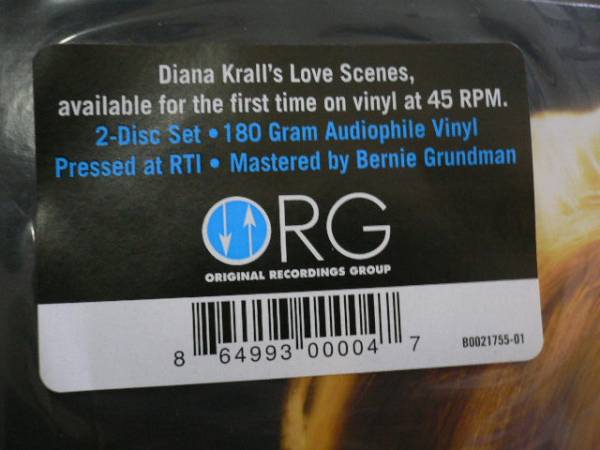 Diana Krall's Love Scenes,
available for the first time on vinyl at 45 RPM.
2-Disc Set • 180 Gram Audiophile Vinyl
Pressed at RTI • Mastered by Bernie Grundman
ORG
ORIGINAL RECORDINGS GROUP
8 64993 00004 7
B0021755-01